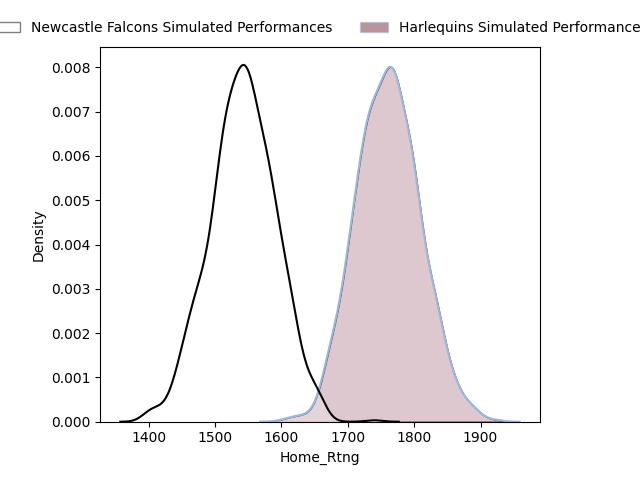 Newcastle Falcons Simulated Performances
Harlequins Simulated Performance
0.008
0.007
0.006
0.005
0.004
0.003
0.002
0.001
0.000
Density
1400 1500 1600 1700 1800 1900
Home_Rtng